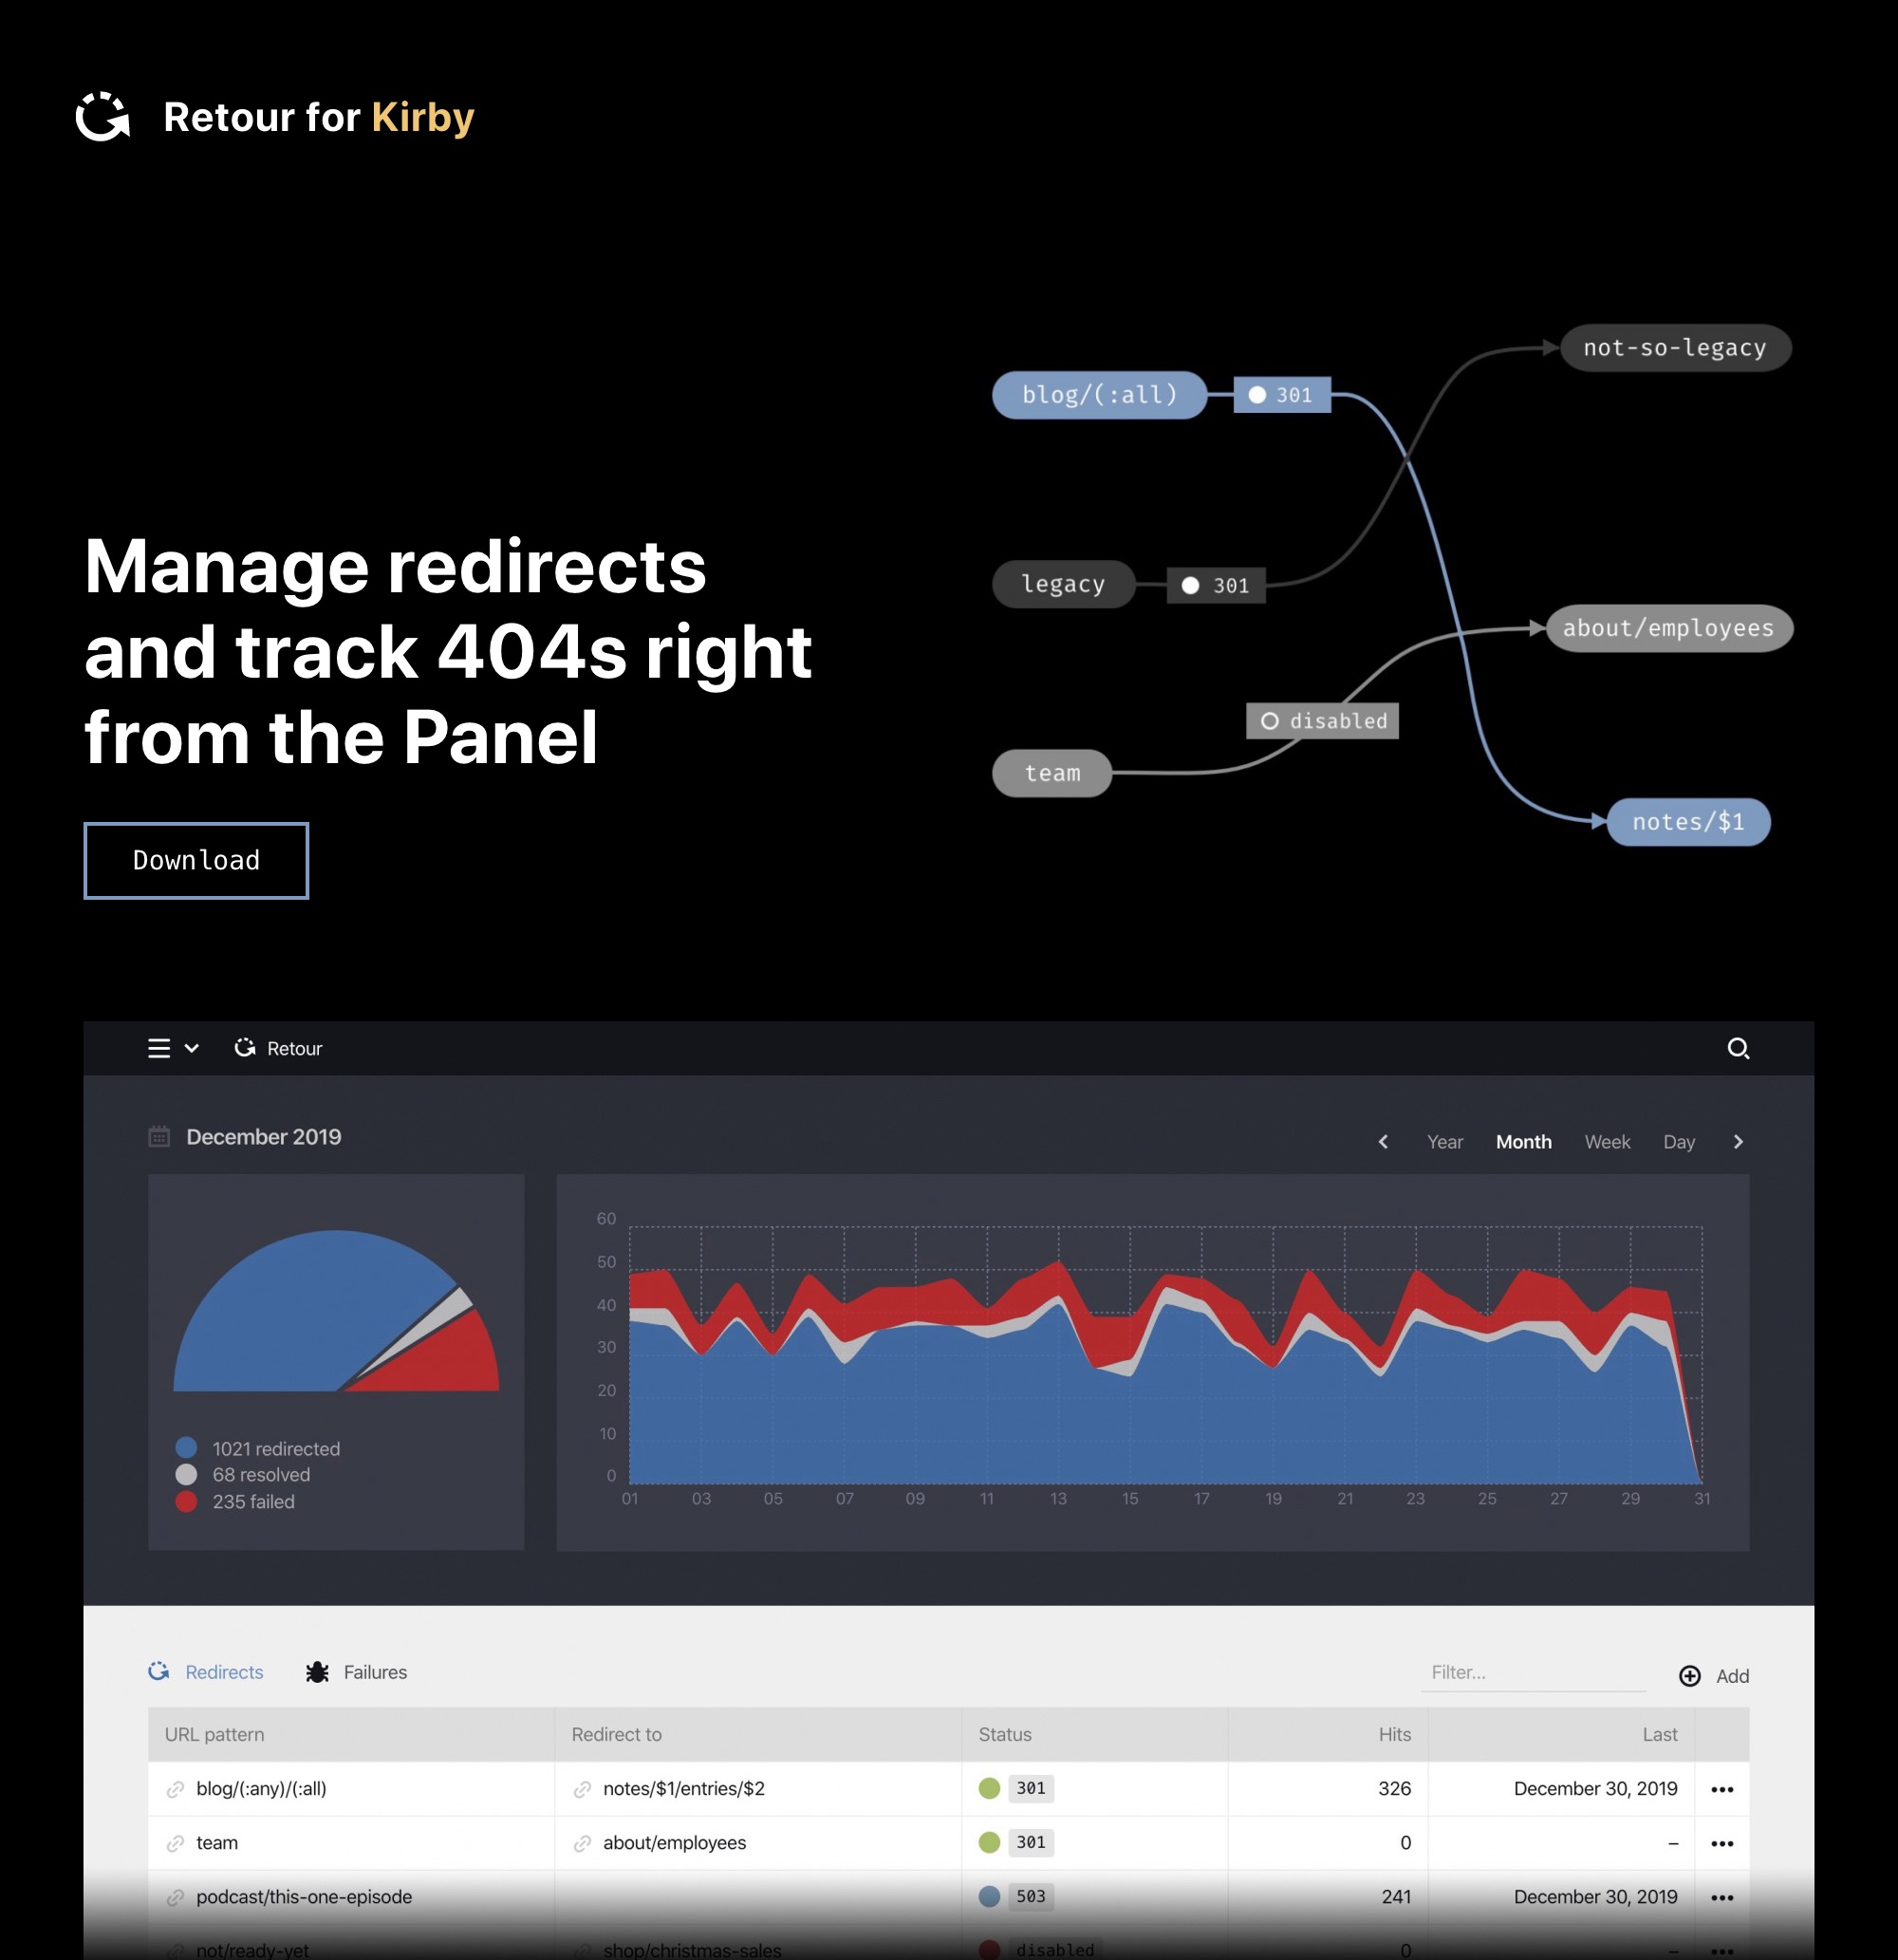 Retour for Kirby
not-so-legacy
blog/(:all)
301
legacy
301
Manage redirects
and track 404s right
from the Panel
about/employees
disabled
team
notes/$1
Download
Retour
December 2019
Year Month Week Day
60
50
40
30
20
10
0
01 03 05 07 09 11 13 15 17 19 21 23 25 27 29 31
1021 redirected
68 resolved
235 failed
Redirects Failures Filter... Add
URL pattern Redirect to Status Hits Last
blog/(:any)/(:all) notes/$1/entries/$2 301 326 December 30, 2019
team about/employees 301 0 –
podcast/this-one-episode 503 241 December 30, 2019
not/ready-yet shop/christmas-sales disabled 0 –